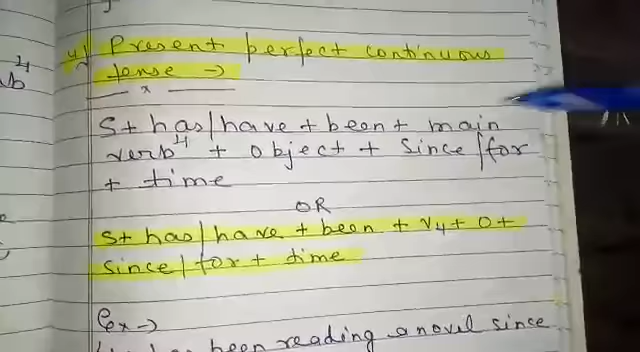 4) Present perfect continuous
tense →
x
S+ has/have + been + main
verb⁴ + object + since/for
+ time
OR
S+ has/have + been + V4+ O+
since/for + time
Ex →
been reading a novel since